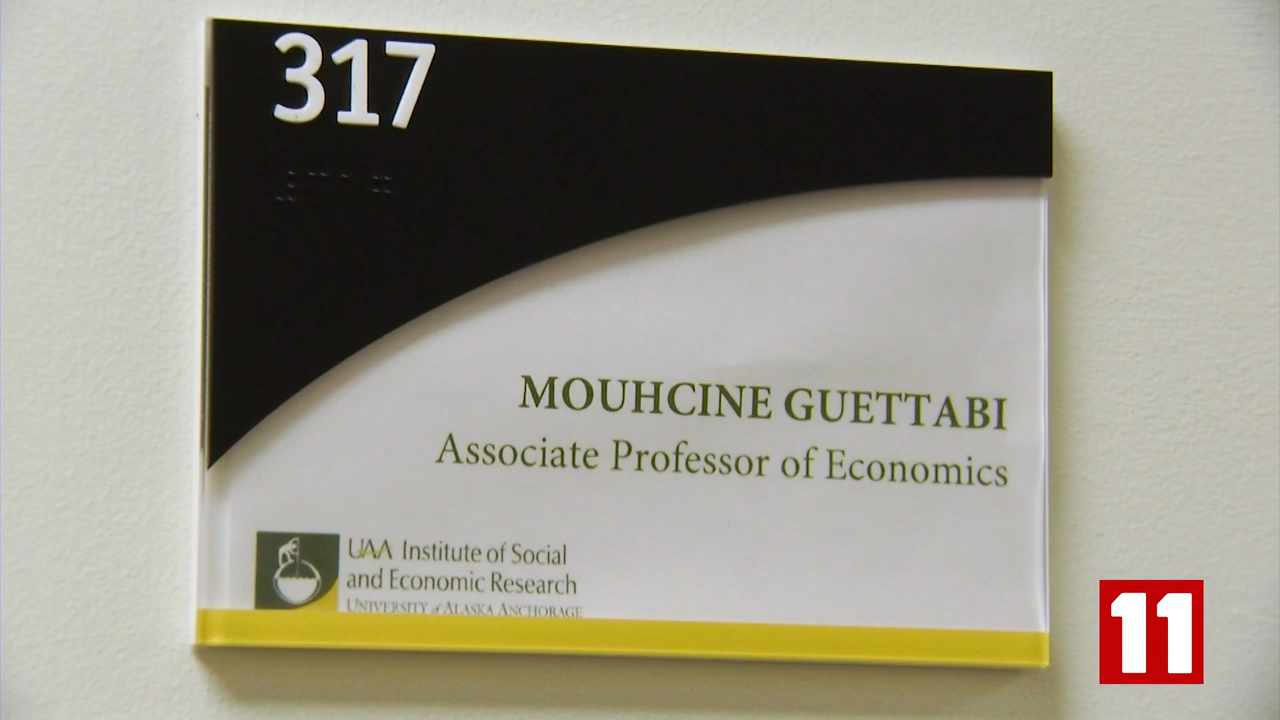 317
MOUHCINE GUETTABI
Associate Professor of Economics
UAA Institute of Social
and Economic Research
UNIVERSITY of ALASKA ANCHORAGE
11